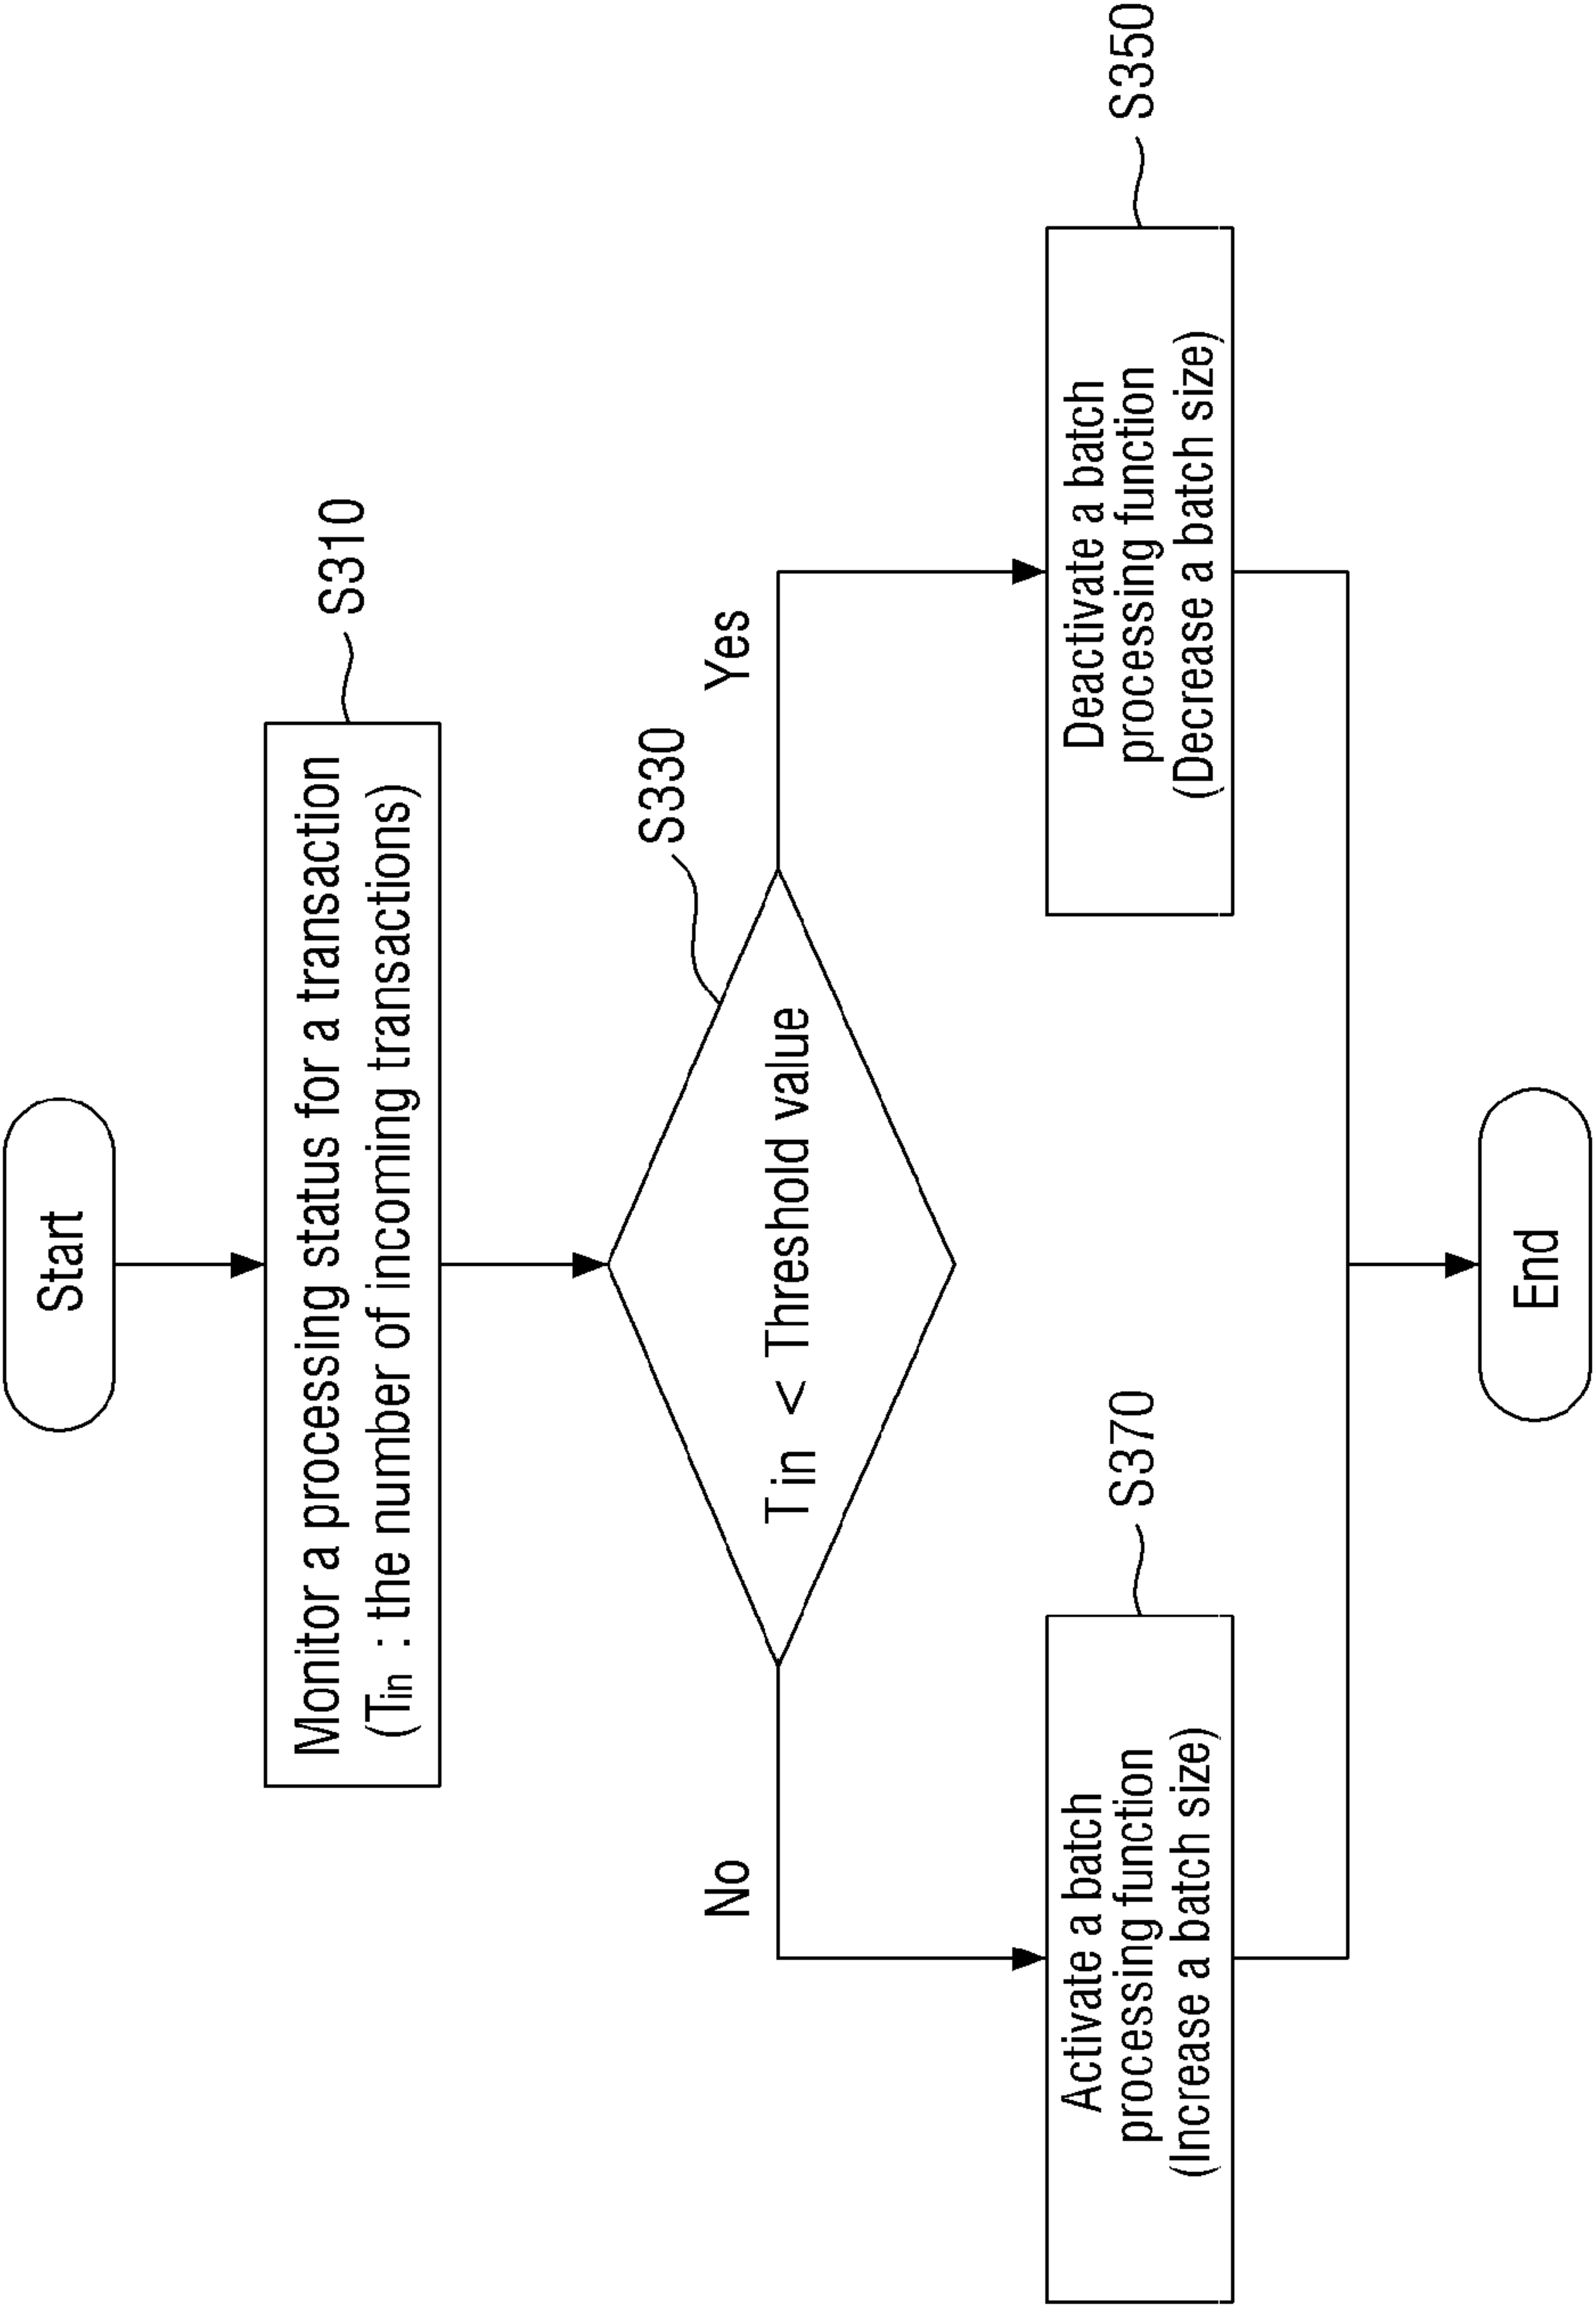 Start
S310
Monitor a processing status for a transaction
(Tin : the number of incoming transactions)
S330
Tin < Threshold value
No
Yes
S370
Activate a batch
processing function
(Increase a batch size)
S350
Deactivate a batch
processing function
(Decrease a batch size)
End